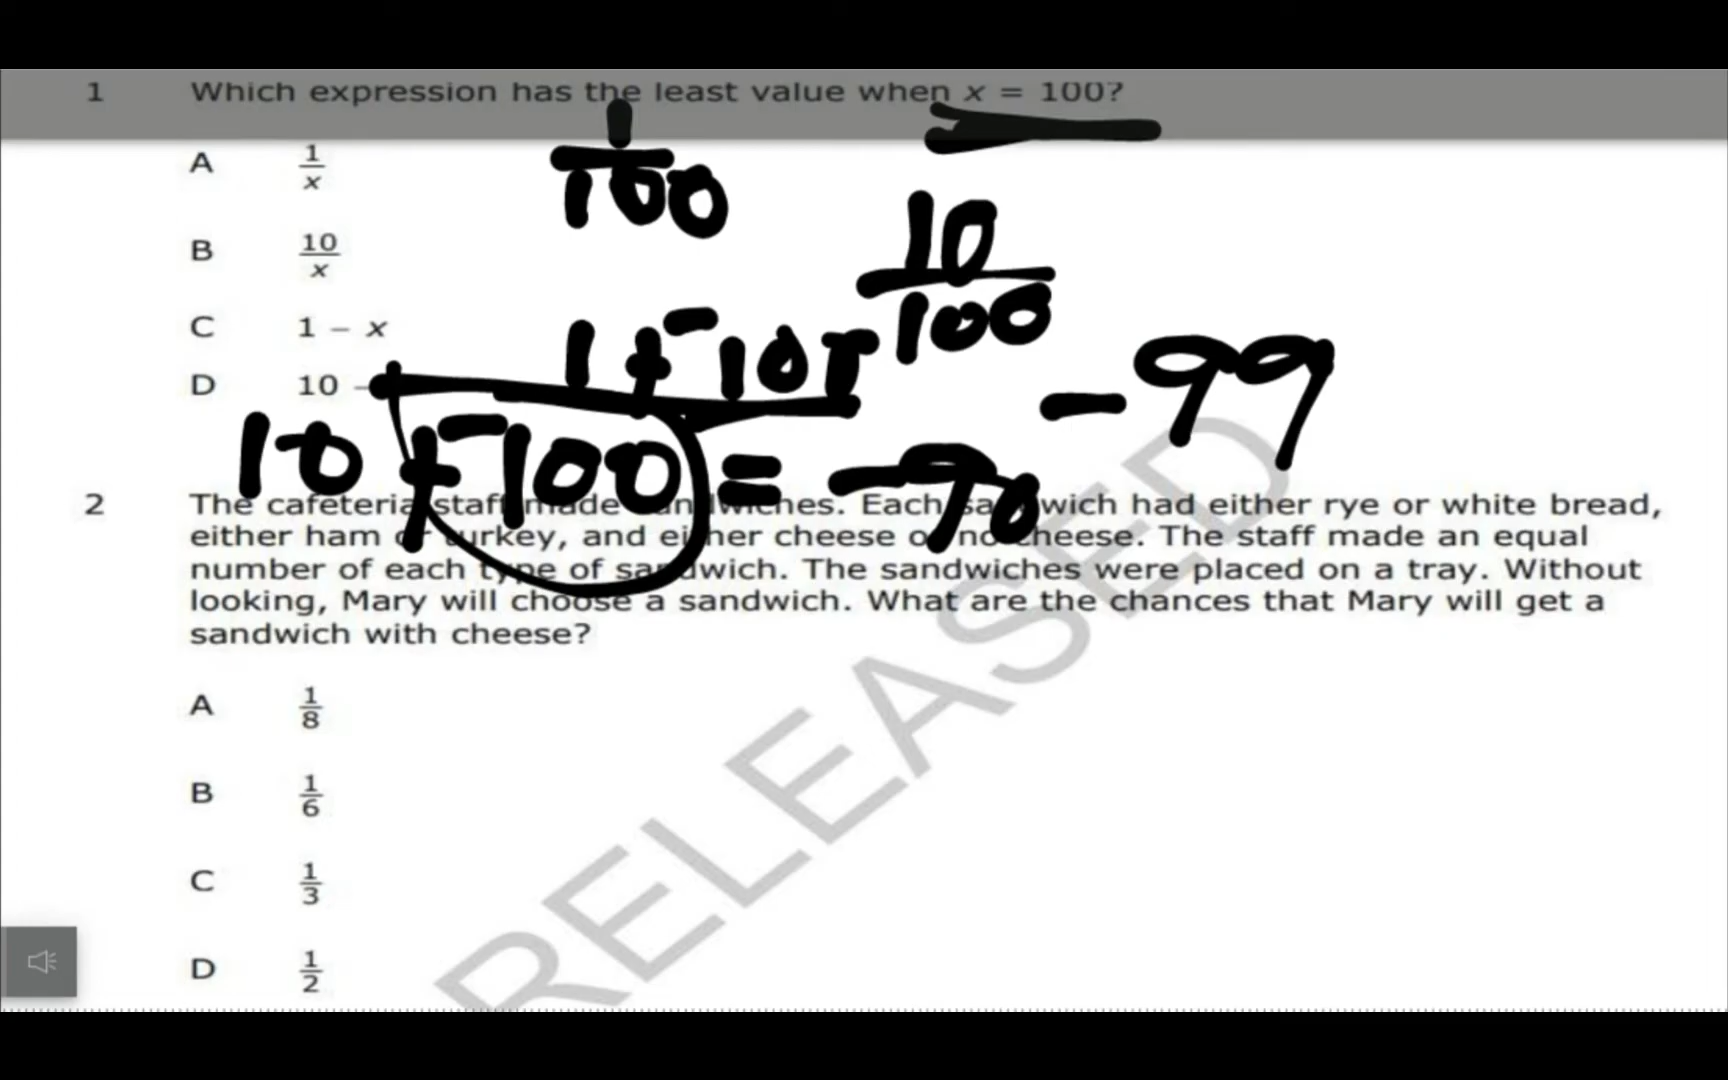 1 Which expression has the least value when x = 100?
A 1/x
1/100
B 10/x
10/100
C 1 – x
1 + -100
-99
D 10 –
10 + -100 = -90
2 The cafeteria staff made sandwiches. Each sandwich had either rye or white bread,
either ham or turkey, and either cheese or no cheese. The staff made an equal
number of each type of sandwich. The sandwiches were placed on a tray. Without
looking, Mary will choose a sandwich. What are the chances that Mary will get a
sandwich with cheese?
A 1/8
B 1/6
C 1/3
D 1/2
RELEASED